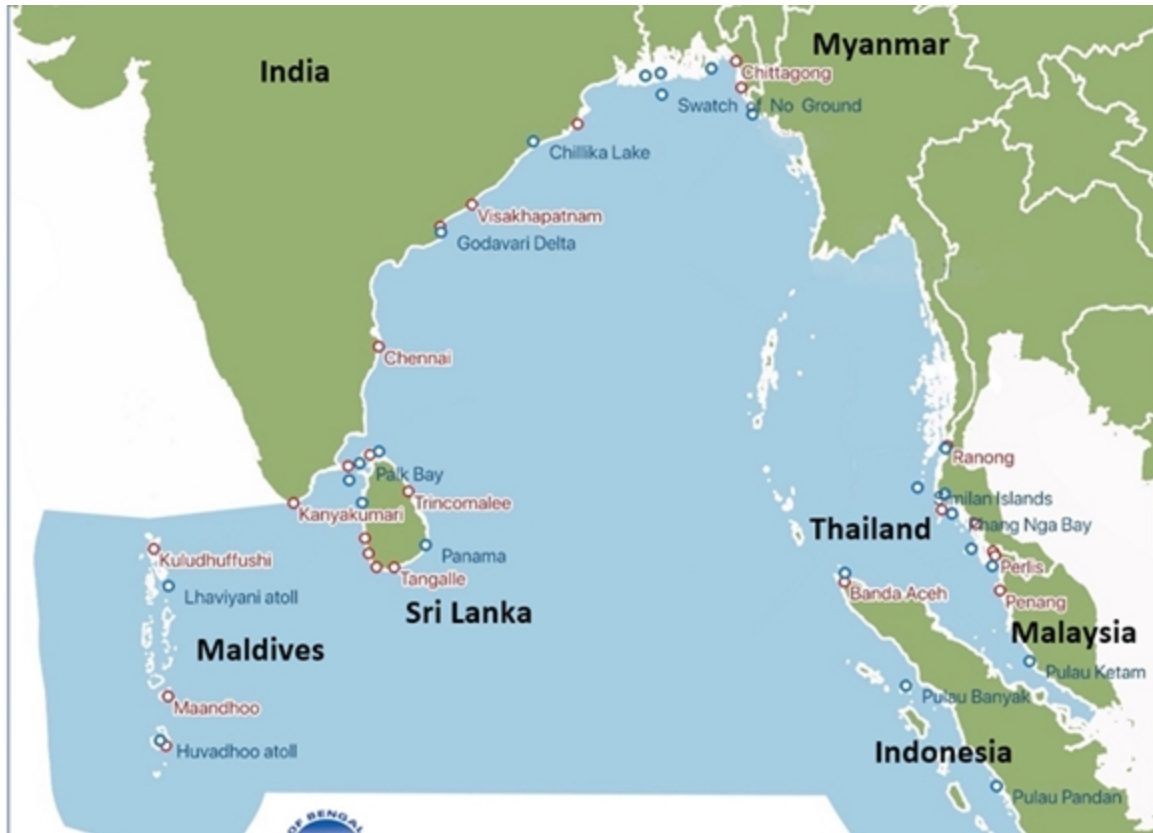 Myanmar
India
Chittagong
Swatch of No Ground
Chillika Lake
Visakhapatnam
Godavari Delta
Chennai
Ranong
Palk Bay
Similan Islands
Trincomalee
Kanyakumari
Phang Nga Bay
Thailand
Panama
Kuludhuffushi
Perlis
Tangalle
Banda Aceh
Lhaviyani atoll
Penang
Sri Lanka
Malaysia
Maldives
Pulau Ketam
Pulau Banyak
Maandhoo
Huvadhoo atoll
Indonesia
Pulau Pandan
OF BENGAL